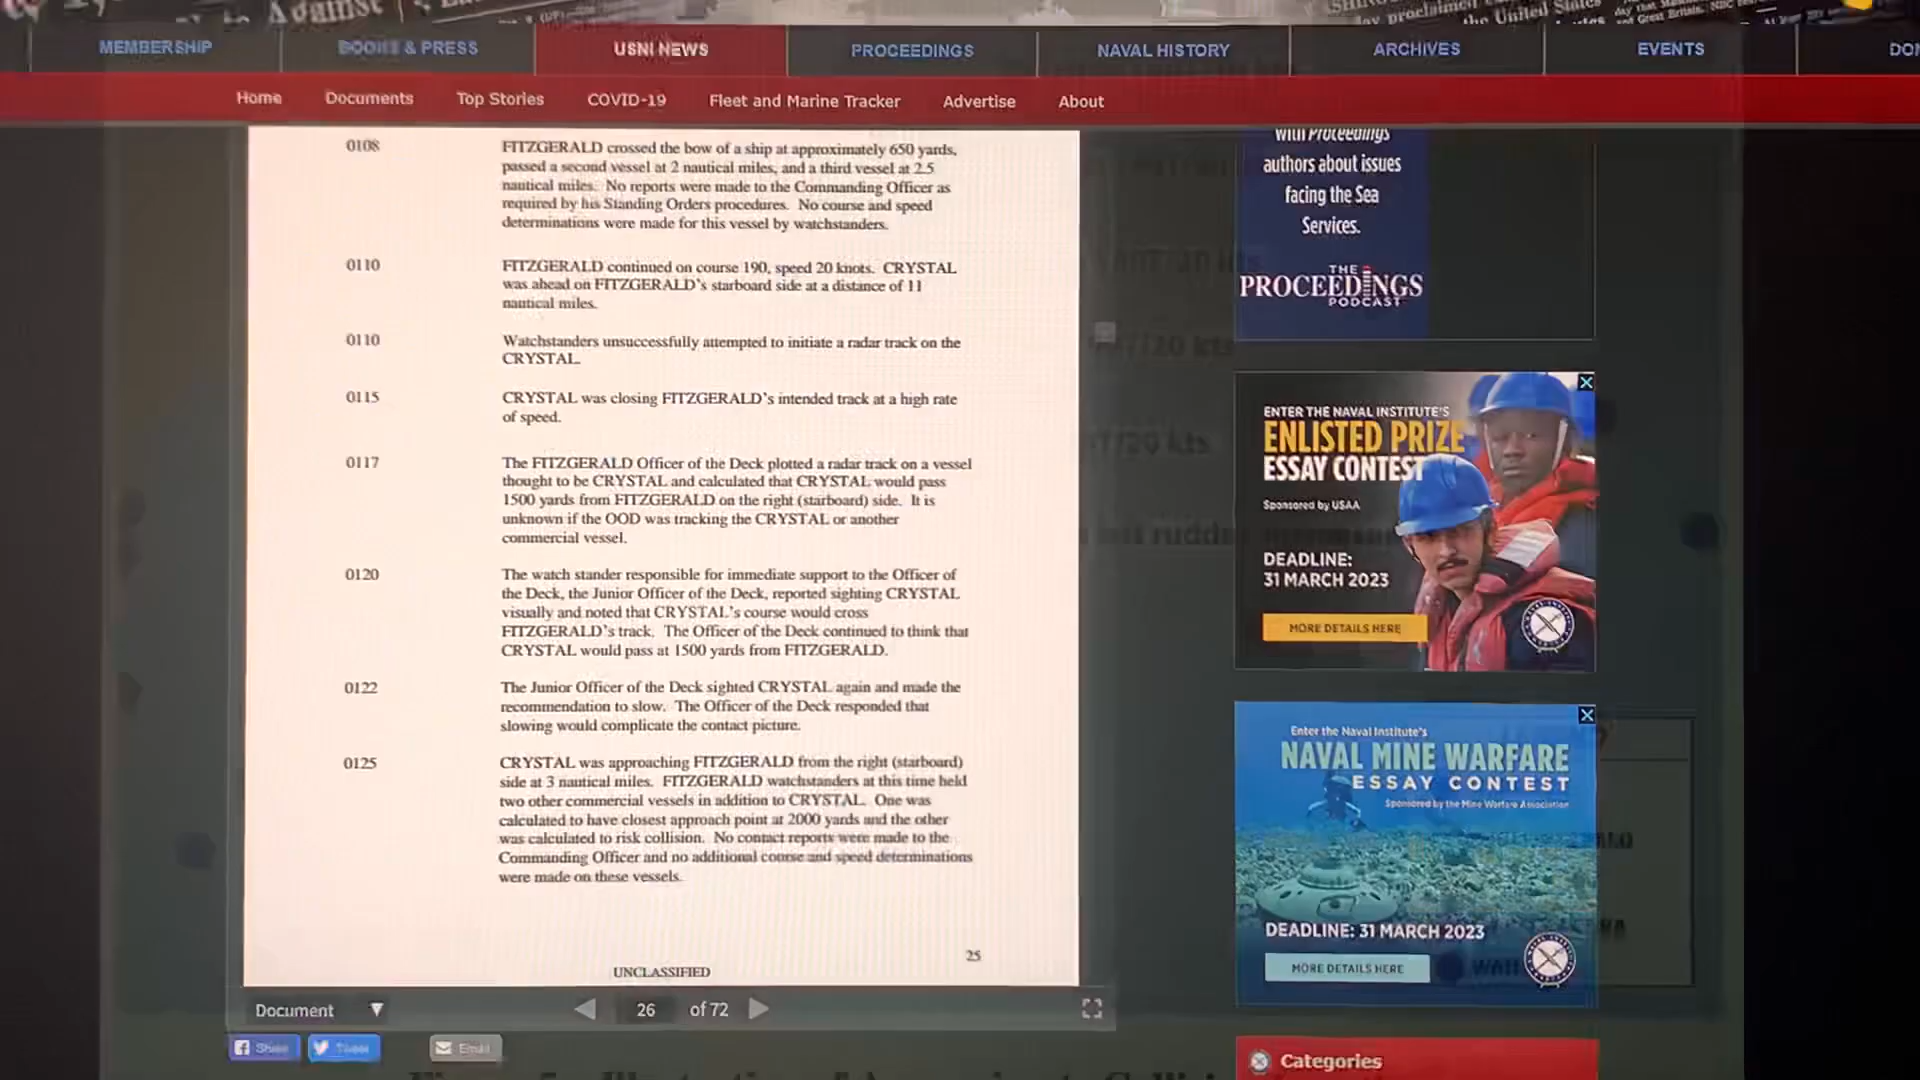 Against
the United States
MEMBERSHIP
BOOKS & PRESS
USNI NEWS
PROCEEDINGS
NAVAL HISTORY
ARCHIVES
EVENTS
DON
Home
Documents
Top Stories
COVID-19
Fleet and Marine Tracker
Advertise
About
0108
FITZGERALD crossed the bow of a ship at approximately 650 yards,
passed a second vessel at 2 nautical miles, and a third vessel at 2.5
nautical miles. No reports were made to the Commanding Officer as
required by his Standing Orders procedures. No course and speed
determinations were made for this vessel by watchstanders.
0110
FITZGERALD continued on course 190, speed 20 knots. CRYSTAL
was ahead on FITZGERALD's starboard side at a distance of 11
nautical miles.
0110
Watchstanders unsuccessfully attempted to initiate a radar track on the
CRYSTAL.
0115
CRYSTAL was closing FITZGERALD's intended track at a high rate
of speed.
0117
The FITZGERALD Officer of the Deck plotted a radar track on a vessel
thought to be CRYSTAL and calculated that CRYSTAL would pass
1500 yards from FITZGERALD on the right (starboard) side. It is
unknown if the OOD was tracking the CRYSTAL or another
commercial vessel.
0120
The watch stander responsible for immediate support to the Officer of
the Deck, the Junior Officer of the Deck, reported sighting CRYSTAL
visually and noted that CRYSTAL's course would cross
FITZGERALD's track. The Officer of the Deck continued to think that
CRYSTAL would pass at 1500 yards from FITZGERALD.
0122
The Junior Officer of the Deck sighted CRYSTAL again and made the
recommendation to slow. The Officer of the Deck responded that
slowing would complicate the contact picture.
0125
CRYSTAL was approaching FITZGERALD from the right (starboard)
side at 3 nautical miles. FITZGERALD watchstanders at this time held
two other commercial vessels in addition to CRYSTAL. One was
calculated to have closest approach point at 2000 yards and the other
was calculated to risk collision. No contact reports were made to the
Commanding Officer and no additional course and speed determinations
were made on these vessels.
25
UNCLASSIFIED
Document
26 of 72
Share
Tweet
Email
with Proceedings
authors about issues
facing the Sea
Services.
THE
PROCEEDINGS
PODCAST
ENTER THE NAVAL INSTITUTE'S
ENLISTED PRIZE
ESSAY CONTEST
Sponsored by USAA
DEADLINE:
31 MARCH 2023
MORE DETAILS HERE
Enter the Naval Institute's
NAVAL MINE WARFARE
ESSAY CONTEST
Sponsored by the Mine Warfare Association
DEADLINE: 31 MARCH 2023
MORE DETAILS HERE
Categories